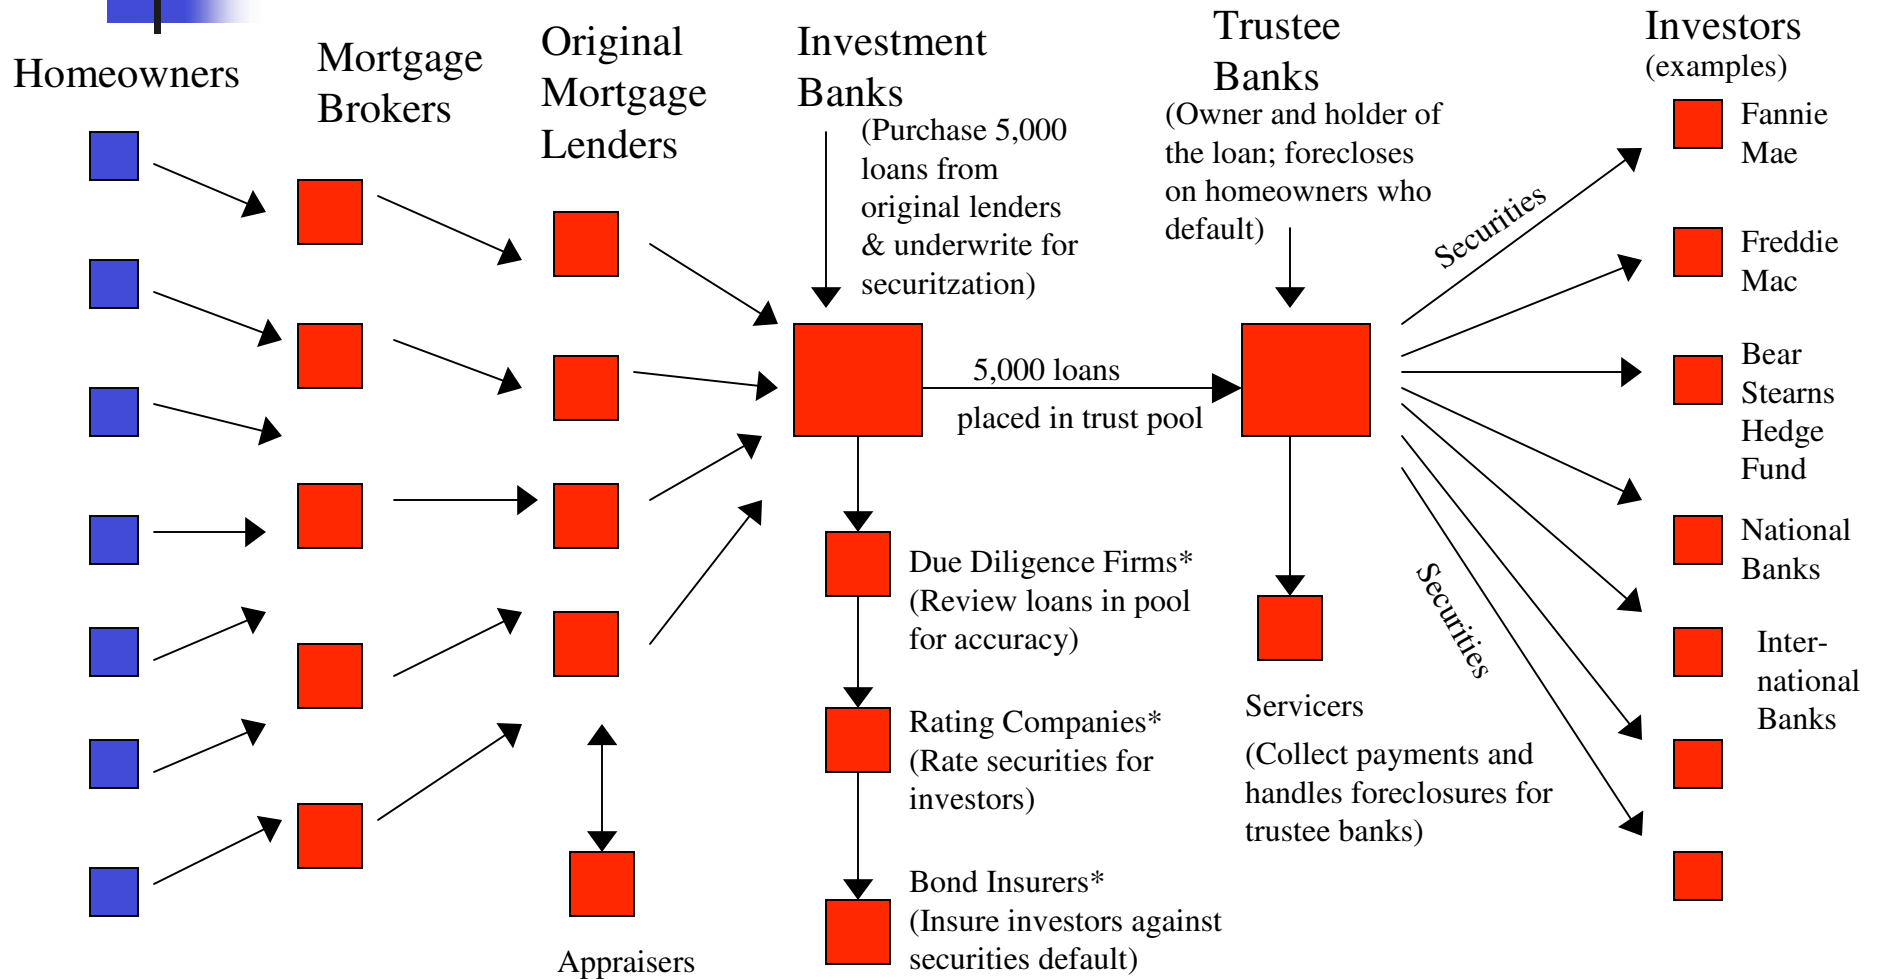 Homeowners
Mortgage
Brokers
Original
Mortgage
Lenders
Investment
Banks
(Purchase 5,000
loans from
original lenders
& underwrite for
securitzation)
Trustee
Banks
(Owner and holder of
the loan; forecloses
on homeowners who
default)
Investors
(examples)
Fannie
Mae
Freddie
Mac
Bear
Stearns
Hedge
Fund
National
Banks
Inter-
national
Banks
Securities
Securities
5,000 loans
placed in trust pool
Due Diligence Firms*
(Review loans in pool
for accuracy)
Rating Companies*
(Rate securities for
investors)
Bond Insurers*
(Insure investors against
securities default)
Servicers
(Collect payments and
handles foreclosures for
trustee banks)
Appraisers